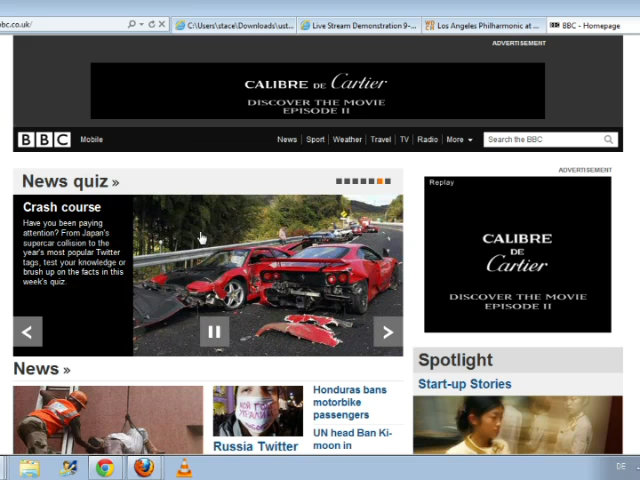 bbc.co.uk/
C:\Users\stace\Downloads\ust...
Live Stream Demonstration 9-...
Los Angeles Philharmonic at ...
BBC - Homepage
ADVERTISEMENT
CALIBRE DE Cartier
DISCOVER THE MOVIE
EPISODE II
BBC
Mobile
News
Sport
Weather
Travel
TV
Radio
More
Search the BBC
News quiz »
ADVERTISEMENT
Crash course
Have you been paying
attention? From Japan's
supercar collision to the
year's most popular Twitter
tags, test your knowledge or
brush up on the facts in this
week's quiz.
Replay
CALIBRE
DE
Cartier
DISCOVER THE MOVIE
EPISODE II
News »
Spotlight
Start-up Stories
Honduras bans
motorbike
passengers
UN head Ban Ki-
moon in
Russia Twitter
DE